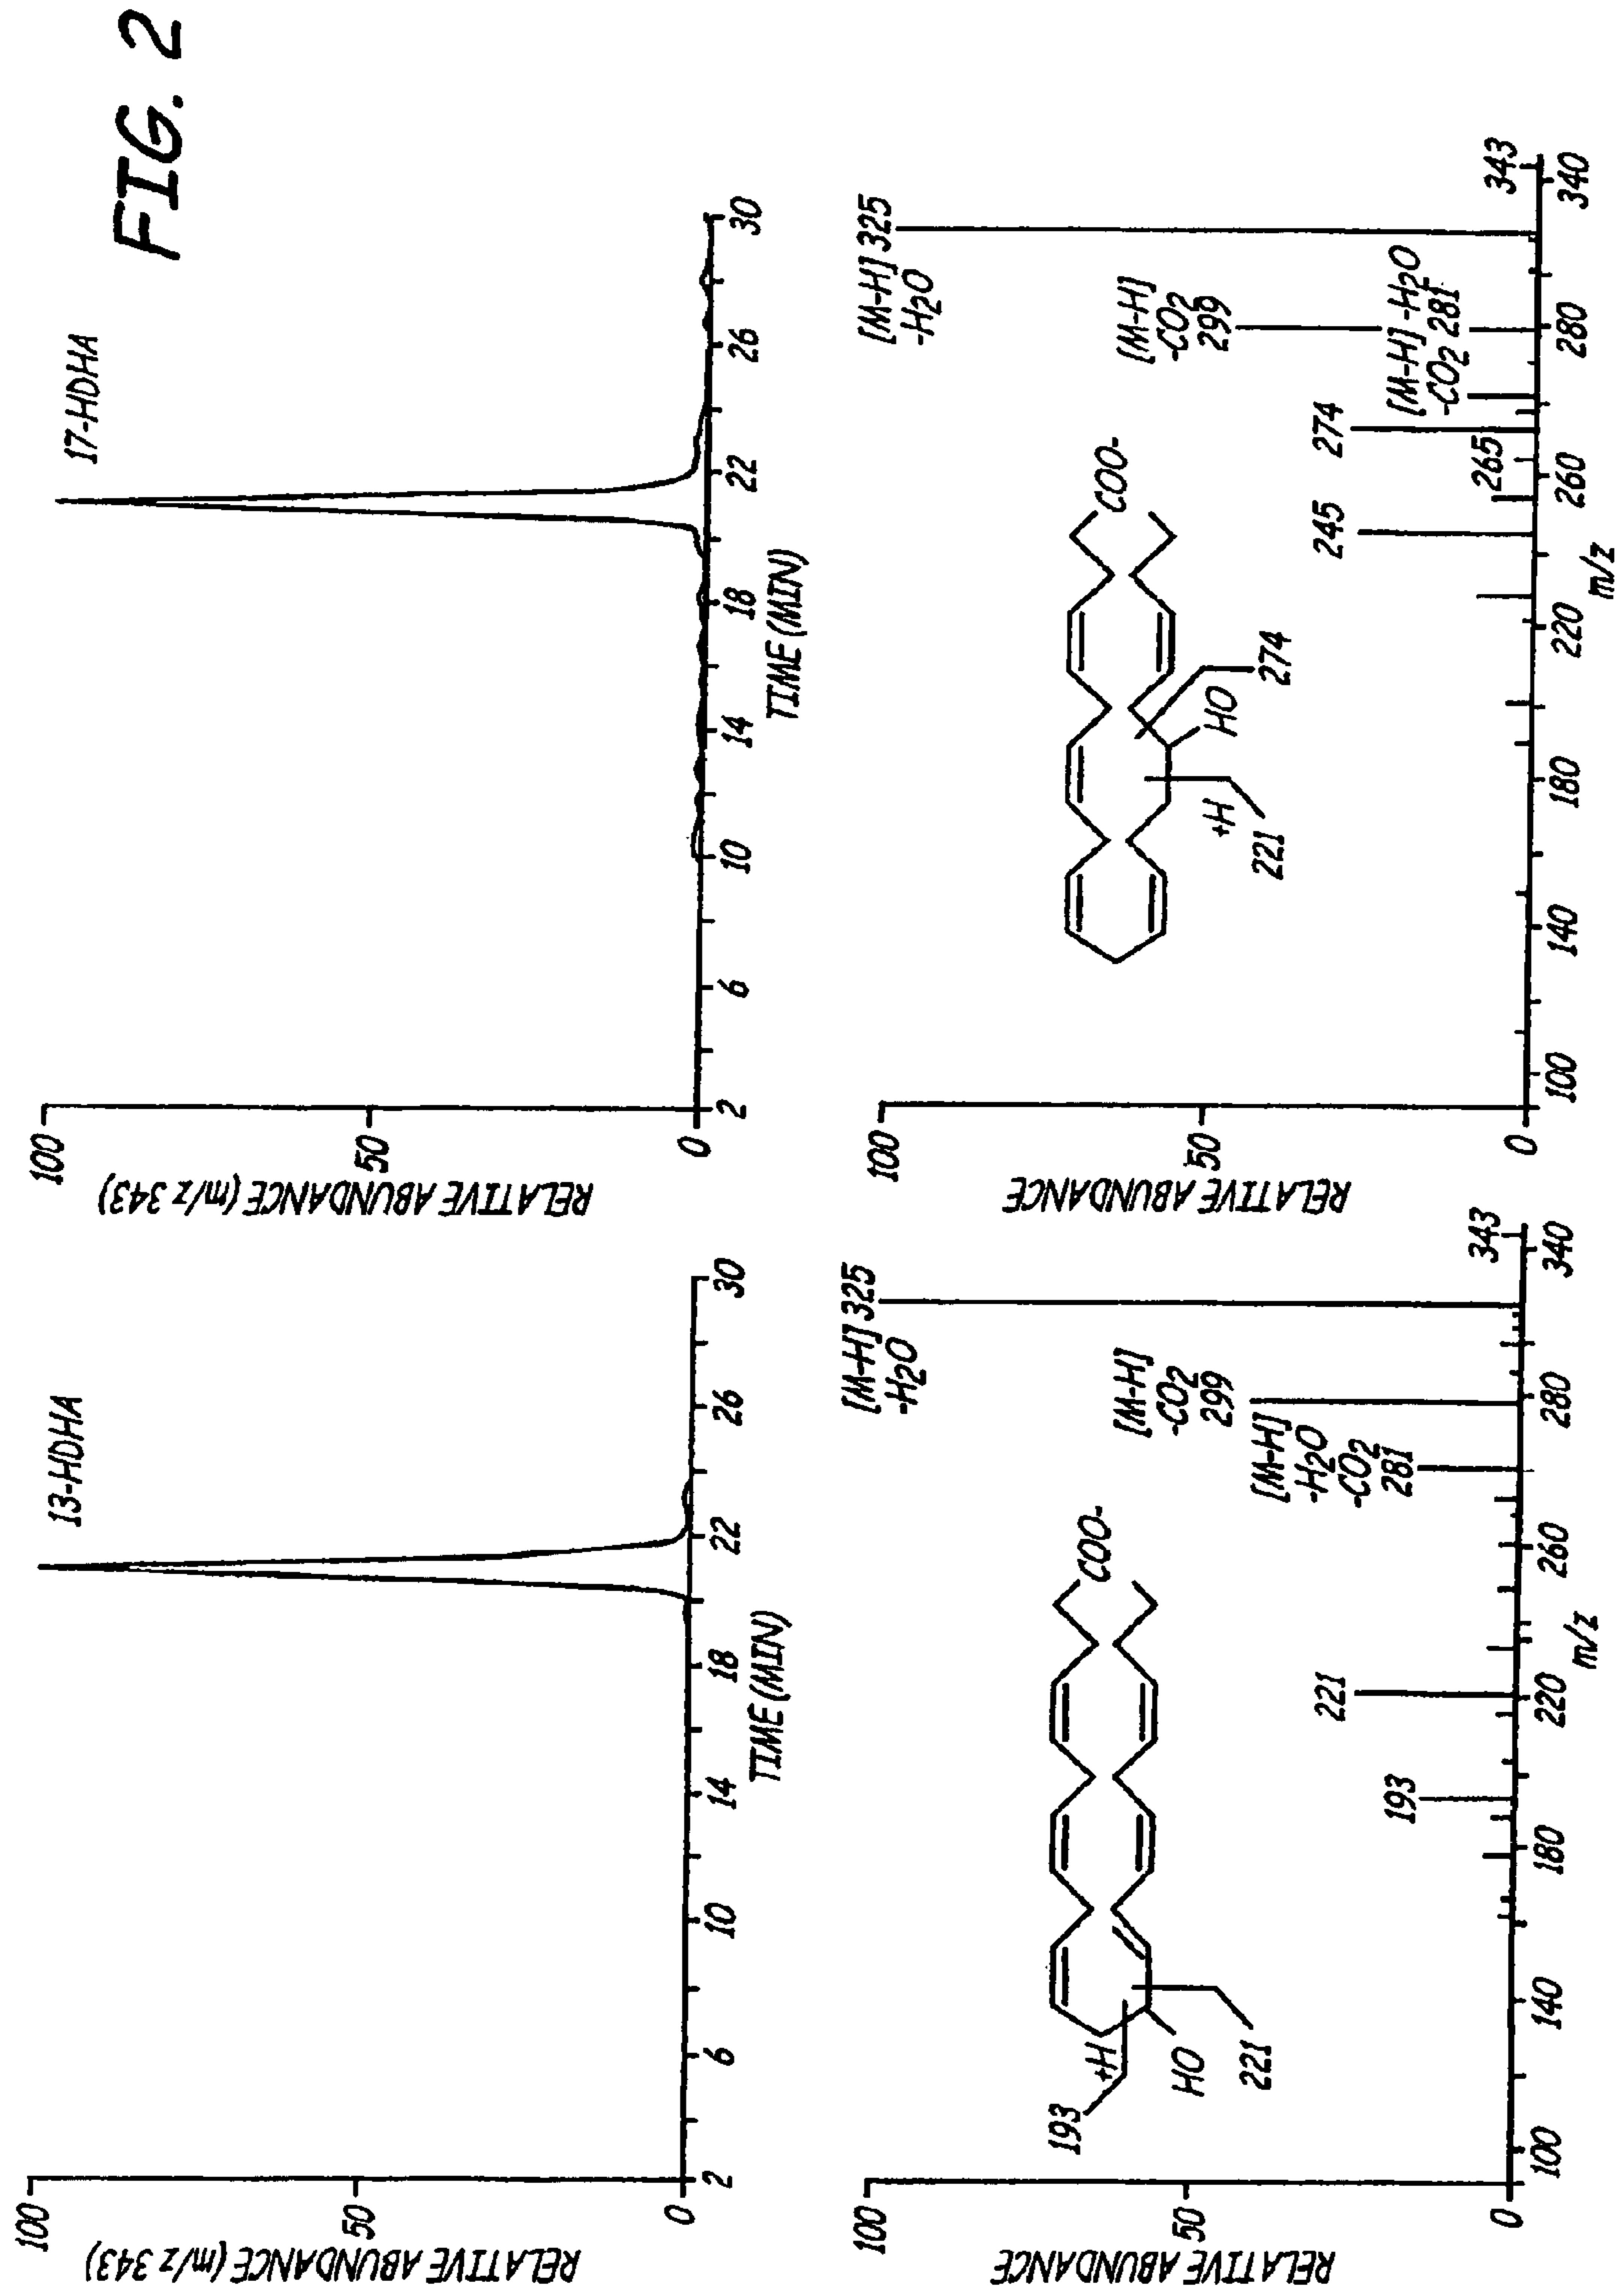 FIG. 2
13-HDHA
RELATIVE ABUNDANCE (m/z 343)
100
50
0
2
6
10
14
18
22
26
30
TIME (MIN)
17-HDHA
RELATIVE ABUNDANCE (m/z 343)
100
50
0
2
6
10
14
18
22
26
30
TIME (MIN)
RELATIVE ABUNDANCE
100
50
0
[M-H] 325
-H2O
[M-H]
-CO2
299
[M-H]
-H2O
-CO2
281
343
221
193
COO-
193
+H
HO
221
100
140
180
220
260
280
340
m/z
RELATIVE ABUNDANCE
100
50
0
[M-H] 325
-H2O
[M-H]
-CO2
299
[M-H] -H2O
-CO2 281
343
274
265
245
COO-
HO
274
+H
221
100
140
180
220
260
280
340
m/z